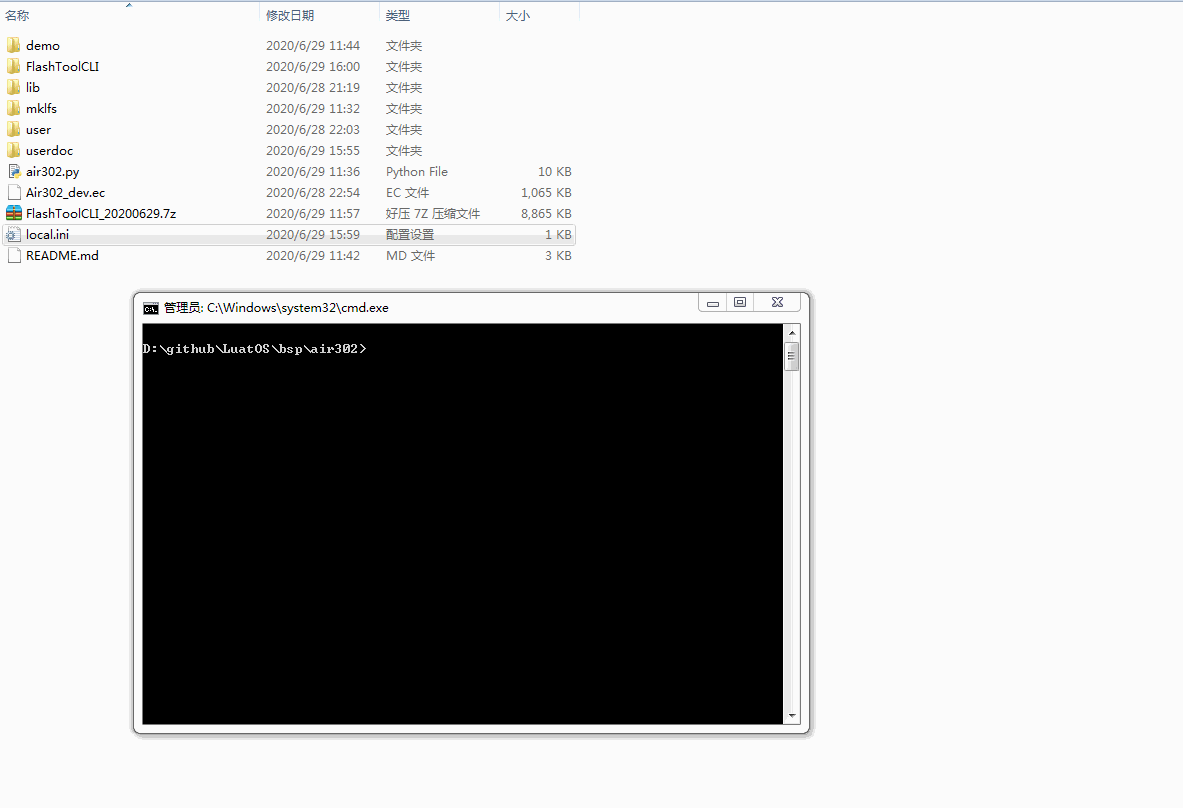 名称 修改日期 类型 大小
demo 2020/6/29 11:44 文件夹
FlashToolCLI 2020/6/29 16:00 文件夹
lib 2020/6/28 21:19 文件夹
mklfs 2020/6/29 11:32 文件夹
user 2020/6/28 22:03 文件夹
userdoc 2020/6/29 15:55 文件夹
air302.py 2020/6/29 11:36 Python File 10 KB
Air302_dev.ec 2020/6/28 22:54 EC 文件 1,065 KB
FlashToolCLI_20200629.7z 2020/6/29 11:57 好压 7Z 压缩文件 8,865 KB
local.ini 2020/6/29 15:59 配置设置 1 KB
README.md 2020/6/29 11:42 MD 文件 3 KB
管理员: C:\Windows\system32\cmd.exe
D:\github\LuatOS\bsp\air302>